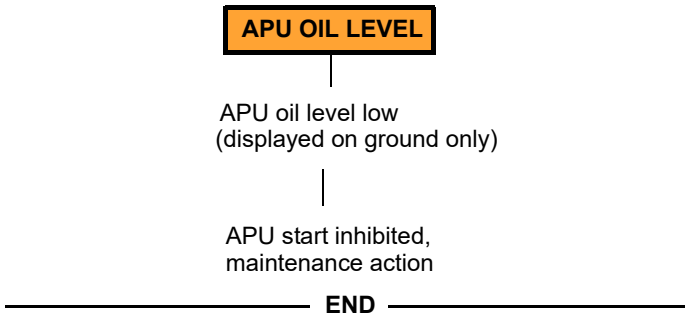 APU OIL LEVEL
APU oil level low
(displayed on ground only)
APU start inhibited,
maintenance action
END